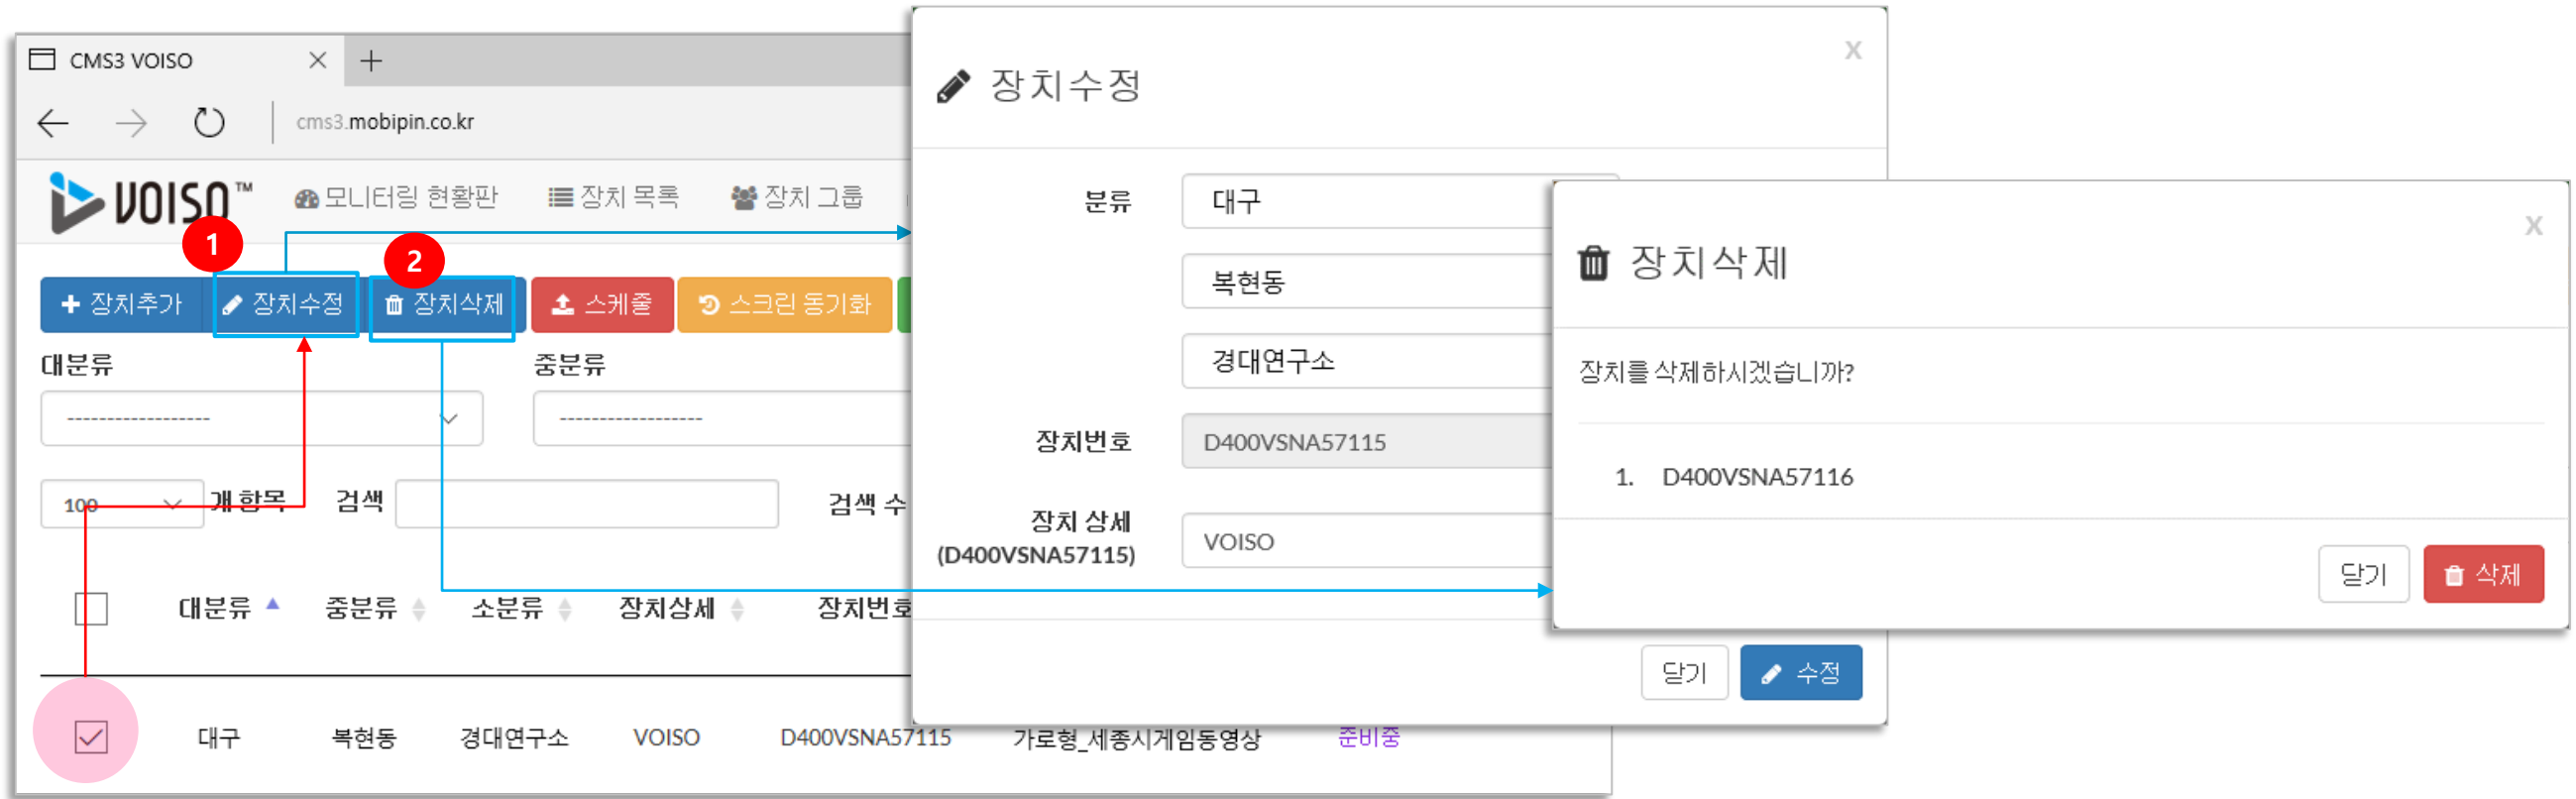 CMS3 VOISO
cms3.mobipin.co.kr
VOISO™ 모니터링 현황판 장치 목록 장치 그룹
1
2
장치추가 장치수정 장치삭제 스케줄 스크린 동기화
대분류 중분류
------------------ ------------------
100 개 항목 검색 검색 수
대분류 중분류 소분류 장치상세 장치번호
대구 복현동 경대연구소 VOISO D400VSNA57115 가로형_세종시게임동영상 준비중
x
장치수정
분류 대구
복현동
경대연구소
장치번호 D400VSNA57115
장치 상세
(D400VSNA57115) VOISO
닫기 수정
x
장치삭제
장치를 삭제하시겠습니까?
1. D400VSNA57116
닫기 삭제